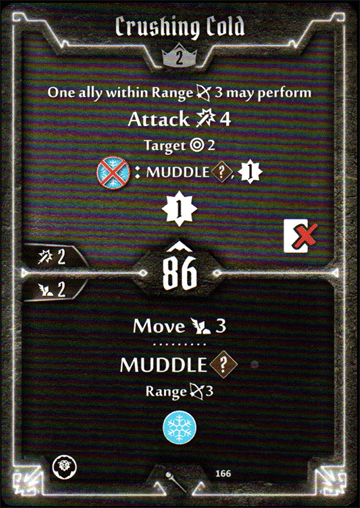 Crushing Cold
2
One ally within Range 3 may perform
Attack 4
Target 2
: MUDDLE ?, 1
1
2
86
2
Move 3
MUDDLE ?
Range 3
166